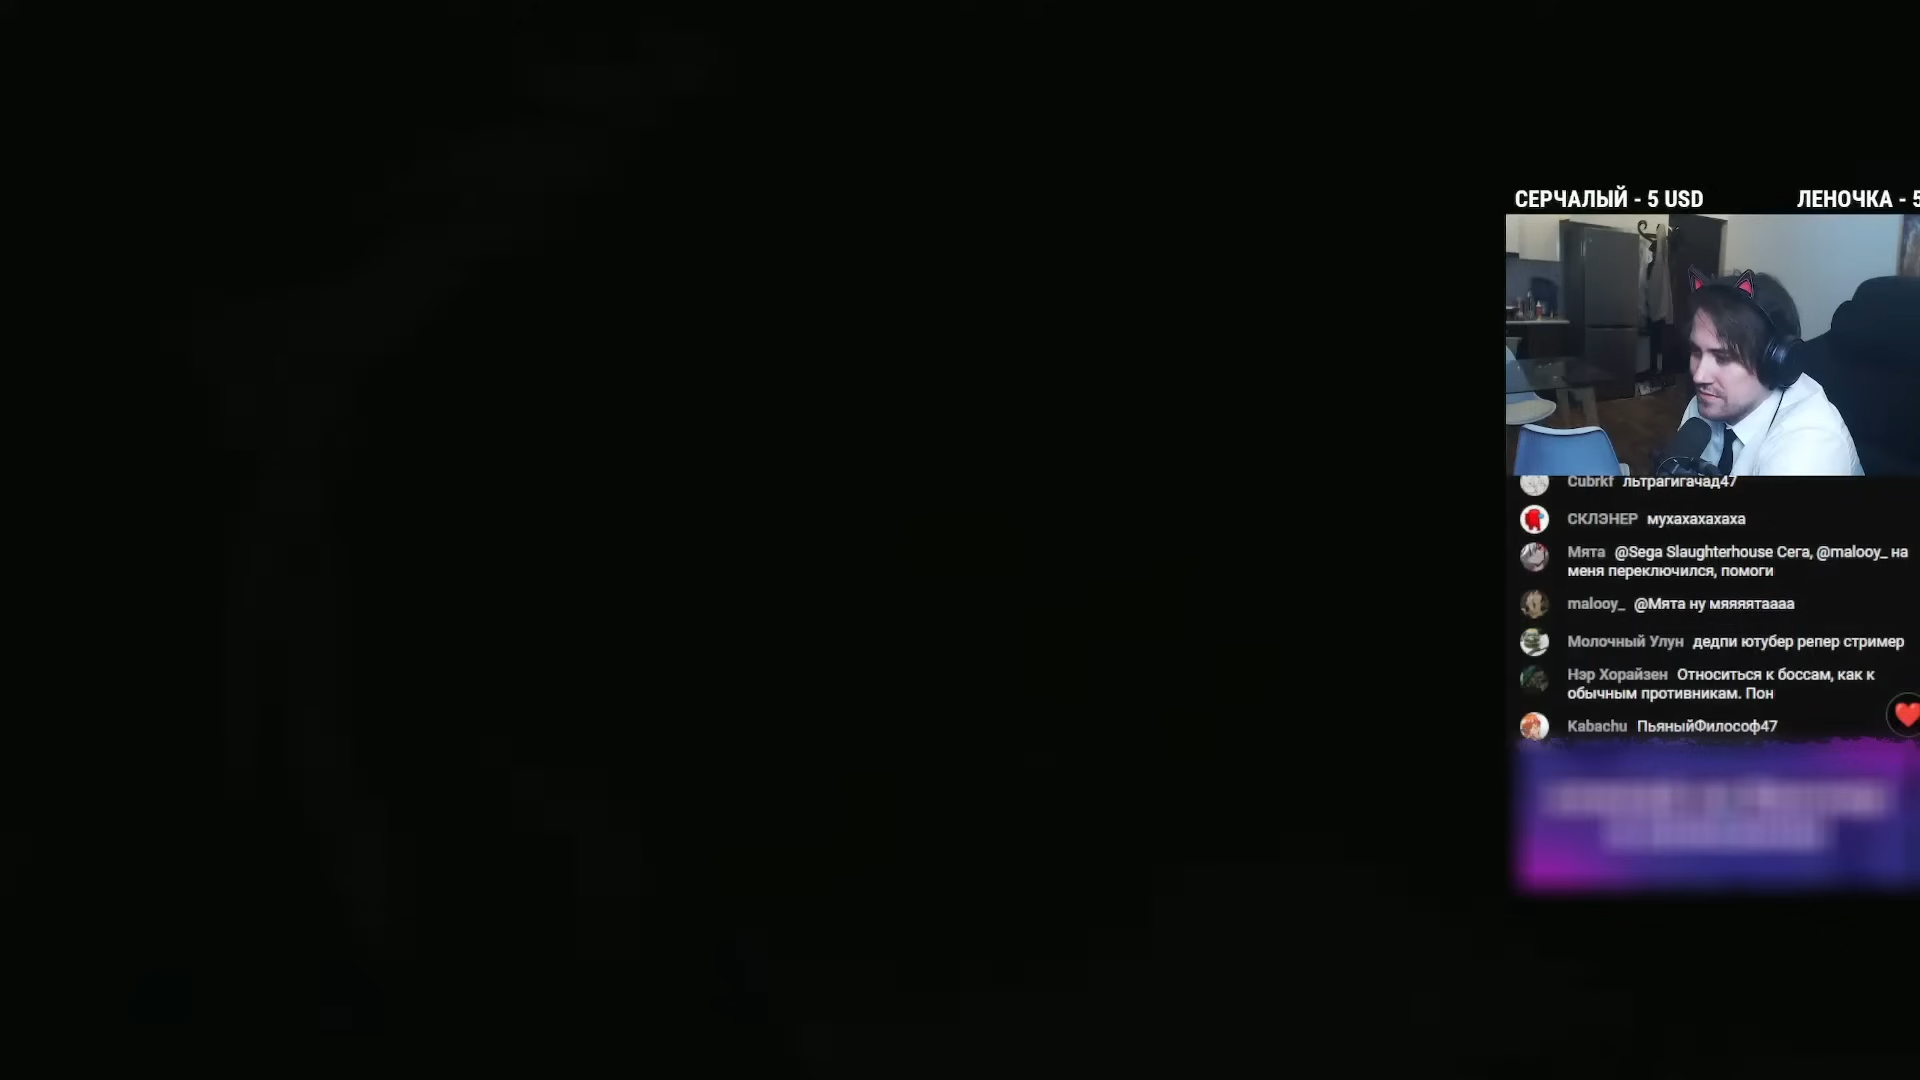 СЕРЧАЛЫЙ - 5 USD ЛЕНОЧКА - 5
Cubrkf льтрагигачад47
СКЛЭНЕР мухахахахаха
Мята @Sega Slaughterhouse Сега, @malooy_ на
меня переключился, помоги
malooy_ @Мята ну мяяятаааа
Молочный Улун дедпи ютубер репер стример
Нэр Хорайзен Относиться к боссам, как к
обычным противникам. Пон
Kabachu ПьяныйФилософ47